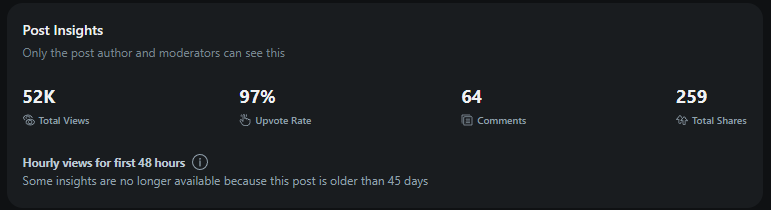 Post Insights
Only the post author and moderators can see this
52K 97% 64 259
Total Views Upvote Rate Comments Total Shares
Hourly views for first 48 hours
Some insights are no longer available because this post is older than 45 days